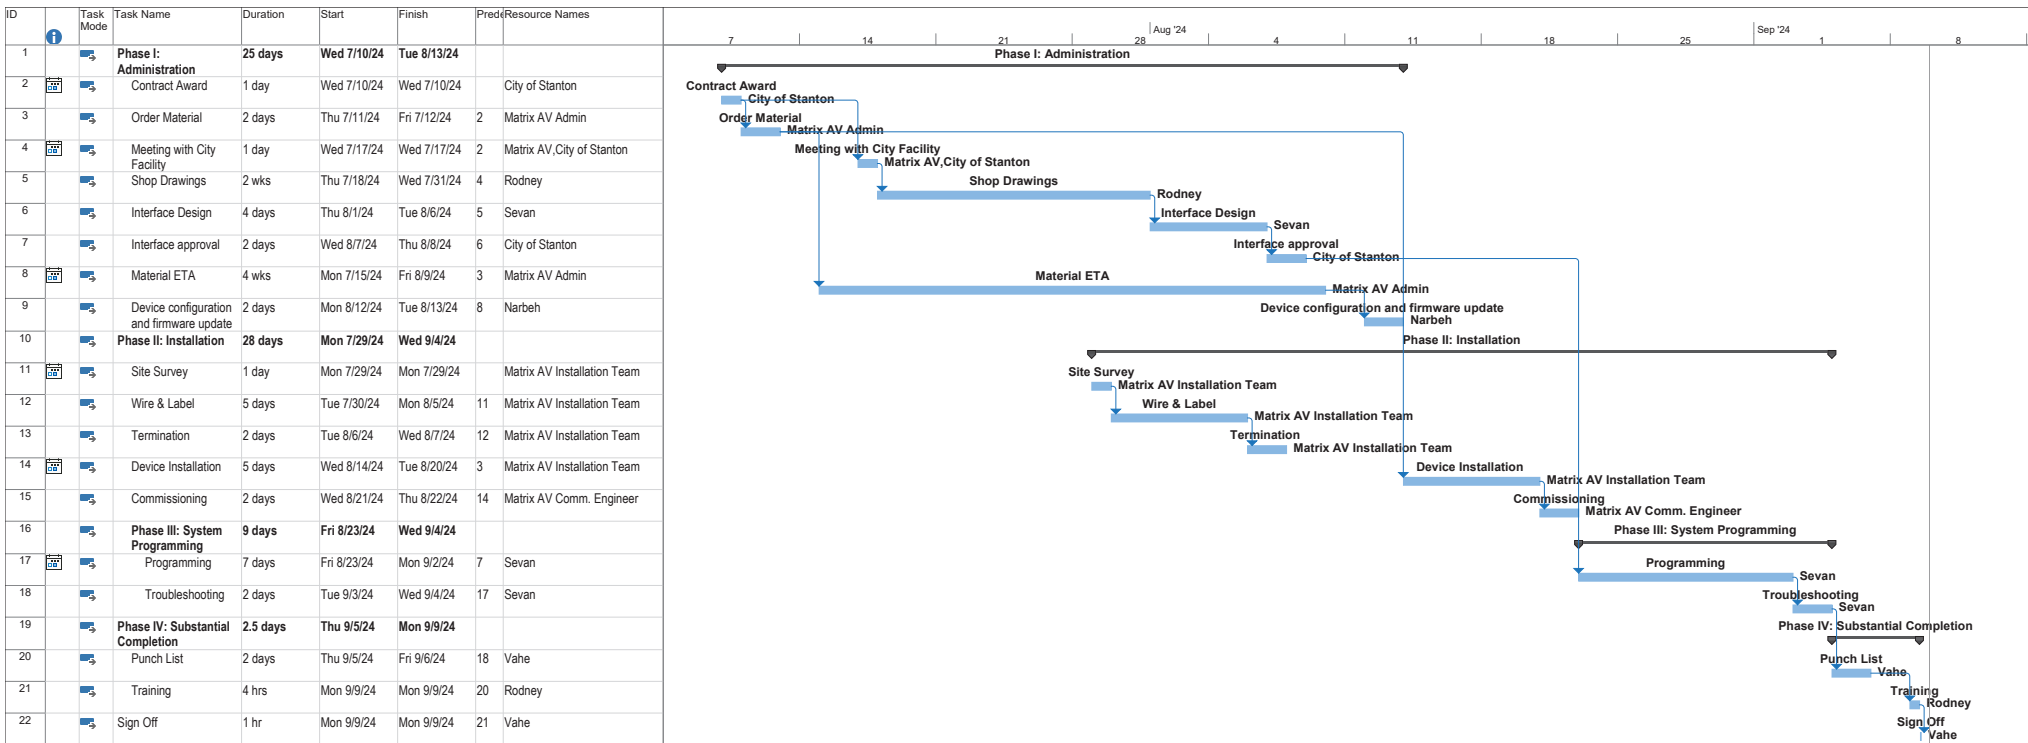 ID Task Mode Task Name Duration Start Finish Prede Resource Names
Aug '24 Sep '24
7 14 21 28 4 11 18 25 1 8
1 Phase I: Administration 25 days Wed 7/10/24 Tue 8/13/24
Phase I: Administration
2 Contract Award 1 day Wed 7/10/24 Wed 7/10/24 City of Stanton
Contract Award
City of Stanton
3 Order Material 2 days Thu 7/11/24 Fri 7/12/24 2 Matrix AV Admin
Order Material
Matrix AV Admin
4 Meeting with City Facility 1 day Wed 7/17/24 Wed 7/17/24 2 Matrix AV,City of Stanton
Meeting with City Facility
Matrix AV,City of Stanton
5 Shop Drawings 2 wks Thu 7/18/24 Wed 7/31/24 4 Rodney
Shop Drawings
Rodney
6 Interface Design 4 days Thu 8/1/24 Tue 8/6/24 5 Sevan
Interface Design
Sevan
7 Interface approval 2 days Wed 8/7/24 Thu 8/8/24 6 City of Stanton
Interface approval
City of Stanton
8 Material ETA 4 wks Mon 7/15/24 Fri 8/9/24 3 Matrix AV Admin
Material ETA
Matrix AV Admin
9 Device configuration and firmware update 2 days Mon 8/12/24 Tue 8/13/24 8 Narbeh
Device configuration and firmware update
Narbeh
10 Phase II: Installation 28 days Mon 7/29/24 Wed 9/4/24
Phase II: Installation
11 Site Survey 1 day Mon 7/29/24 Mon 7/29/24 Matrix AV Installation Team
Site Survey
Matrix AV Installation Team
12 Wire & Label 5 days Tue 7/30/24 Mon 8/5/24 11 Matrix AV Installation Team
Wire & Label
Matrix AV Installation Team
13 Termination 2 days Tue 8/6/24 Wed 8/7/24 12 Matrix AV Installation Team
Termination
Matrix AV Installation Team
14 Device Installation 5 days Wed 8/14/24 Tue 8/20/24 3 Matrix AV Installation Team
Device Installation
Matrix AV Installation Team
15 Commissioning 2 days Wed 8/21/24 Thu 8/22/24 14 Matrix AV Comm. Engineer
Commissioning
Matrix AV Comm. Engineer
16 Phase III: System Programming 9 days Fri 8/23/24 Wed 9/4/24
Phase III: System Programming
17 Programming 7 days Fri 8/23/24 Mon 9/2/24 7 Sevan
Programming
Sevan
18 Troubleshooting 2 days Tue 9/3/24 Wed 9/4/24 17 Sevan
Troubleshooting
Sevan
19 Phase IV: Substantial Completion 2.5 days Thu 9/5/24 Mon 9/9/24
Phase IV: Substantial Completion
20 Punch List 2 days Thu 9/5/24 Fri 9/6/24 18 Vahe
Punch List
Vahe
21 Training 4 hrs Mon 9/9/24 Mon 9/9/24 20 Rodney
Training
Rodney
22 Sign Off 1 hr Mon 9/9/24 Mon 9/9/24 21 Vahe
Sign Off
Vahe